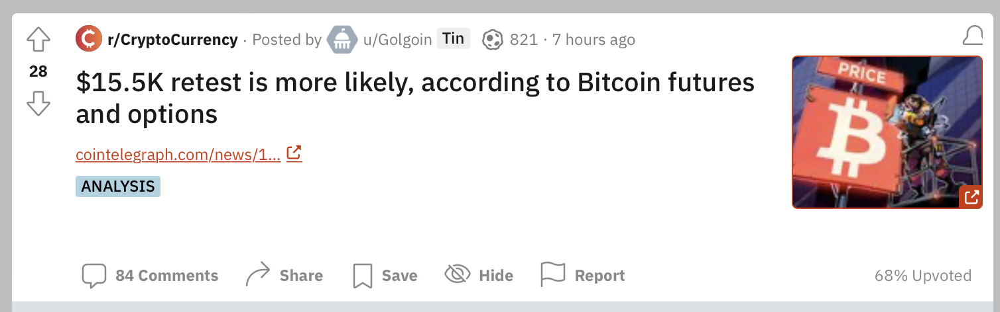 r/CryptoCurrency · Posted by u/Golgoin Tin 821 · 7 hours ago
28
$15.5K retest is more likely, according to Bitcoin futures
and options
cointelegraph.com/news/1...
ANALYSIS
PRICE
84 Comments Share Save Hide Report 68% Upvoted